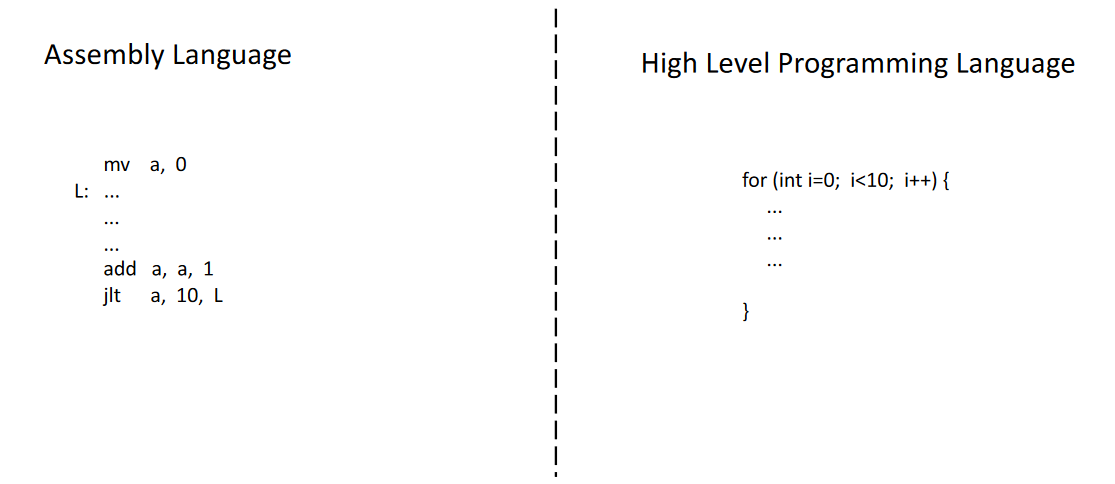 Assembly Language
mv a, 0
L: ...
...
...
add a, a, 1
jlt a, 10, L
High Level Programming Language
for (int i=0; i<10; i++) {
...
...
...
}